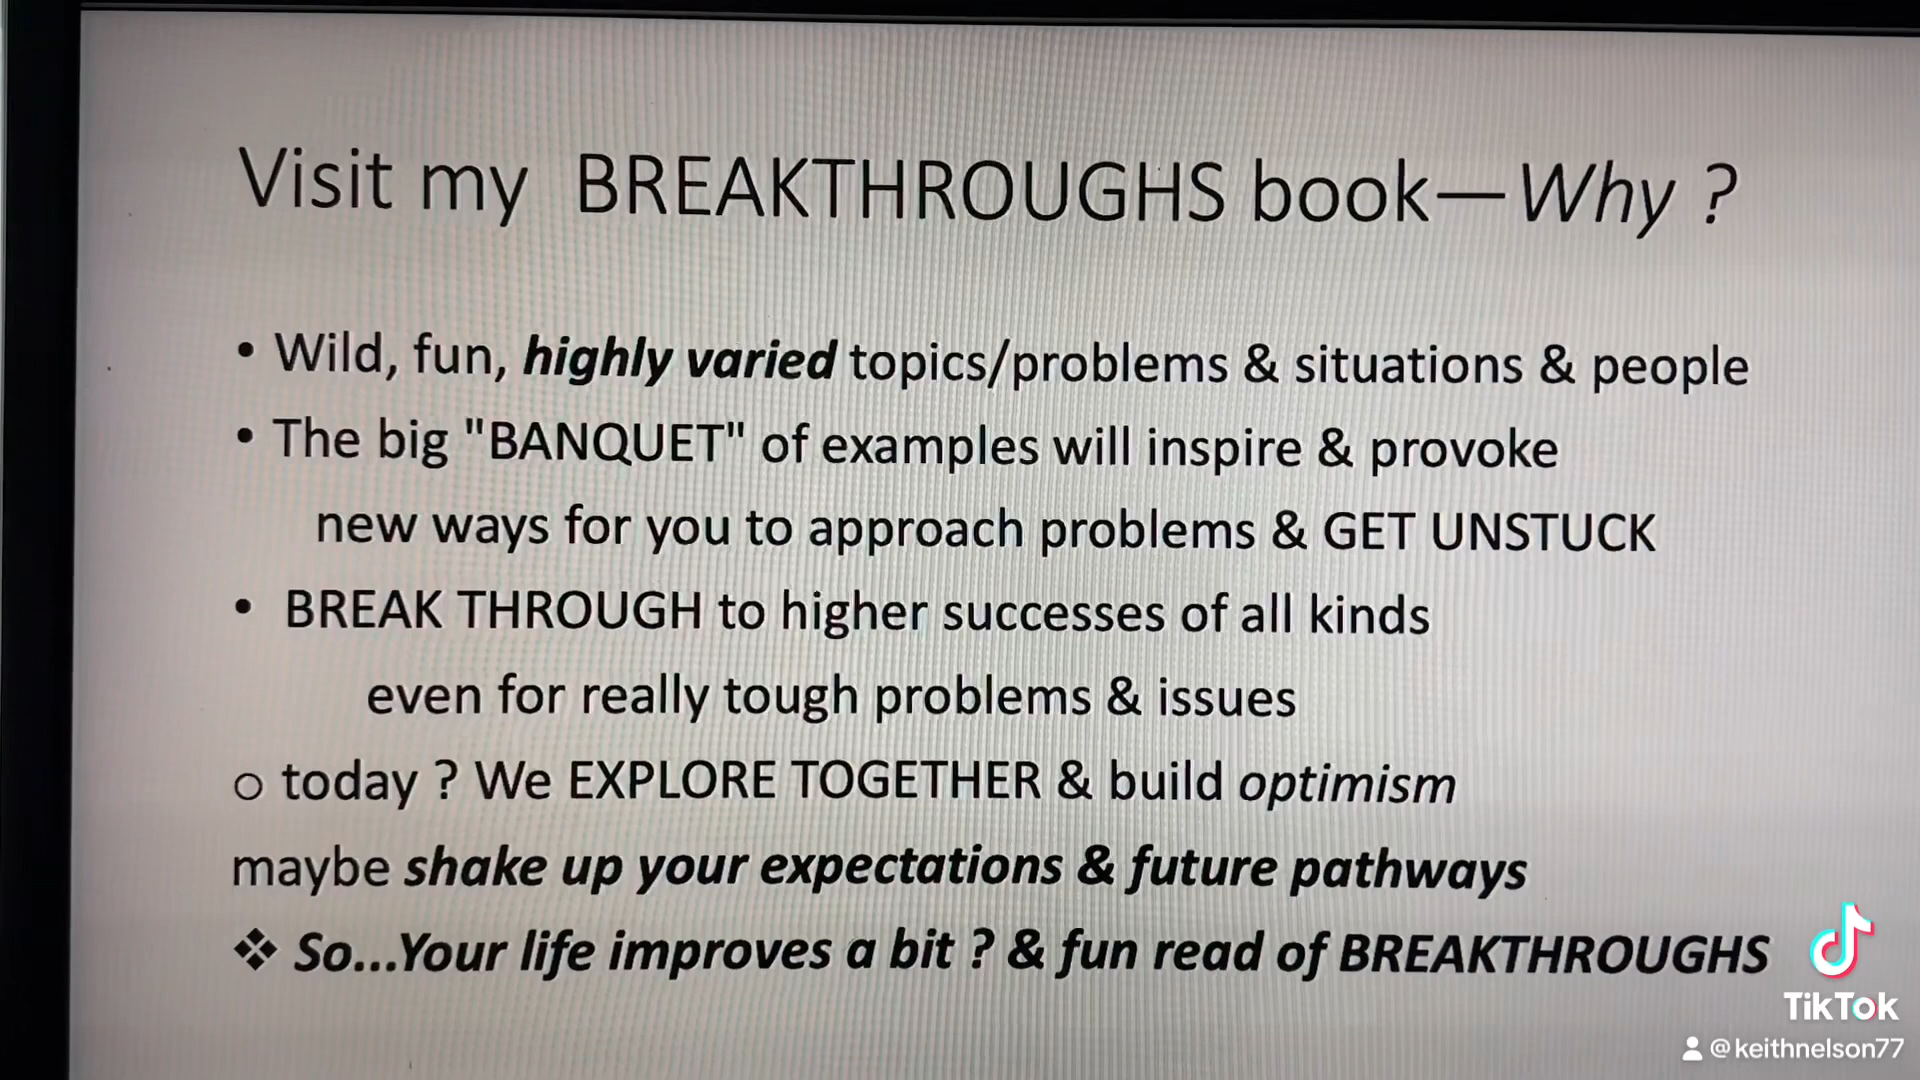 Visit my BREAKTHROUGHS book—Why ?
• Wild, fun, highly varied topics/problems & situations & people
• The big "BANQUET" of examples will inspire & provoke
new ways for you to approach problems & GET UNSTUCK
• BREAK THROUGH to higher successes of all kinds
even for really tough problems & issues
o today ? We EXPLORE TOGETHER & build optimism
maybe shake up your expectations & future pathways
❖ So...Your life improves a bit ? & fun read of BREAKTHROUGHS
TikTok
@keithnelson77